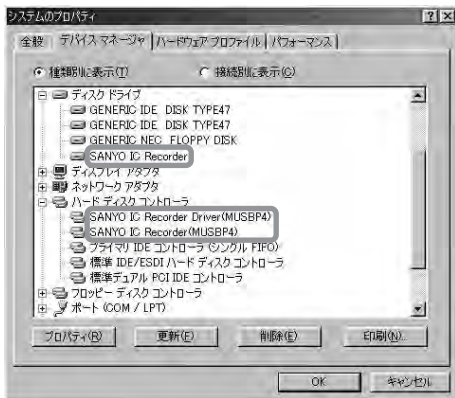 システムのプロパティ
全般 デバイス マネージャ ハードウェア プロファイル パフォーマンス
種類別に表示(T) 接続別に表示(C)
ディスク ドライブ
GENERIC IDE DISK TYPE47
GENERIC IDE DISK TYPE47
GENERIC NEC FLOPPY DISK
SANYO IC Recorder
ディスプレイ アダプタ
ネットワーク アダプタ
ハード ディスク コントローラ
SANYO IC Recorder Driver(MUSBP4)
SANYO IC Recorder(MUSBP4)
プライマリ IDE コントローラ (シングル FIFO)
標準 IDE/ESDI ハード ディスク コントローラ
標準デュアル PCI IDE コントローラ
フロッピー ディスク コントローラ
ポート (COM / LPT)
プロパティ(R) 更新(F) 削除(E) 印刷(N)...
OK キャンセル